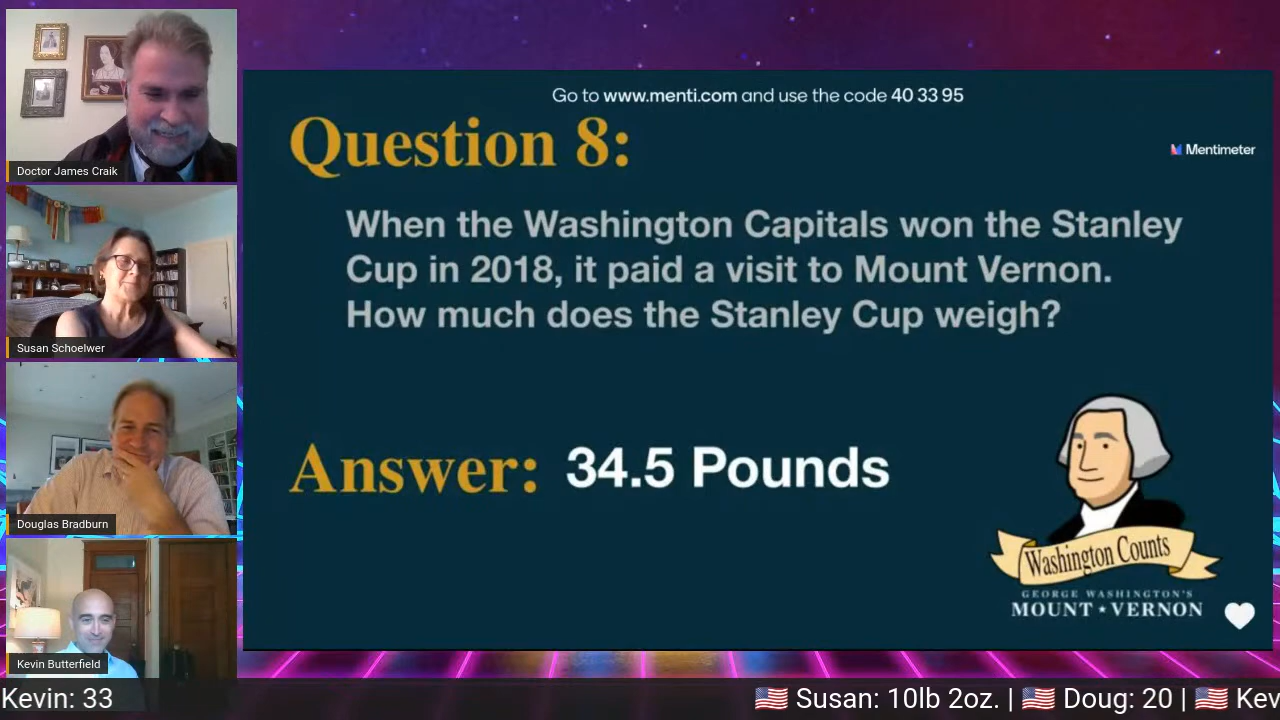 Go to www.menti.com and use the code 40 33 95
Question 8:
Mentimeter
When the Washington Capitals won the Stanley
Cup in 2018, it paid a visit to Mount Vernon.
How much does the Stanley Cup weigh?
Answer: 34.5 Pounds
Washington Counts
GEORGE WASHINGTON'S
MOUNT ★ VERNON
Doctor James Craik
Susan Schoelwer
Douglas Bradburn
Kevin Butterfield
Kevin: 33
🇺🇸 Susan: 10lb 2oz. | 🇺🇸 Doug: 20 | 🇺🇸 Kev